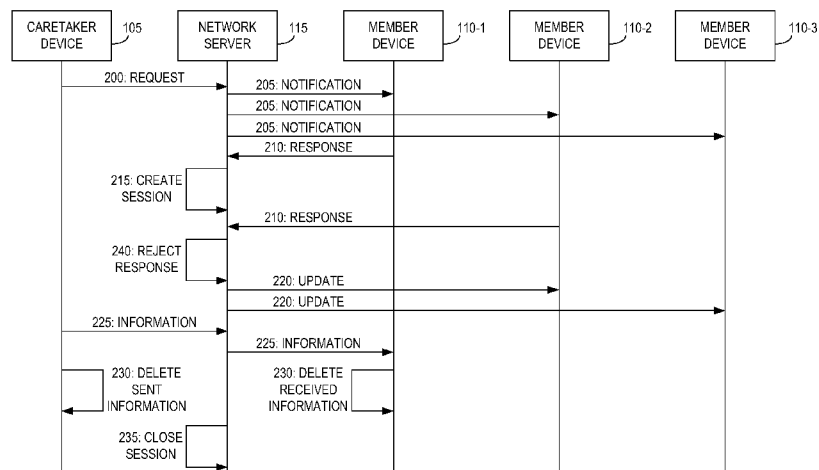 CARETAKER
DEVICE
105
NETWORK
SERVER
115
MEMBER
DEVICE
110-1
MEMBER
DEVICE
110-2
MEMBER
DEVICE
110-3
200: REQUEST
205: NOTIFICATION
205: NOTIFICATION
205: NOTIFICATION
210: RESPONSE
215: CREATE
SESSION
210: RESPONSE
240: REJECT
RESPONSE
220: UPDATE
220: UPDATE
225: INFORMATION
225: INFORMATION
230: DELETE
SENT
INFORMATION
230: DELETE
RECEIVED
INFORMATION
235: CLOSE
SESSION